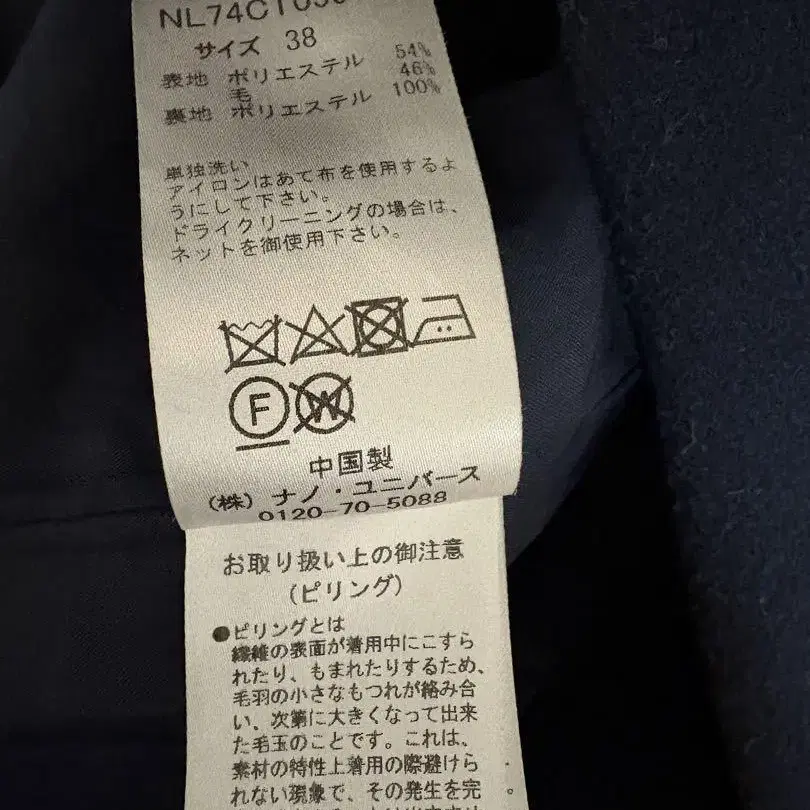 サイズ 38
表地 ポリエステル 54%
毛 46%
裏地 ポリエステル 100%
単独洗い
アイロンはあて布を使用するよ
うにして下さい。
ドライクリーニングの場合は、
ネットを御使用下さい。
F W
中国製
(株) ナノ・ユニバース
0120-70-5088
お取り扱い上の御注意
(ピリング)
●ピリングとは
繊維の表面が着用中にこすら
れたり、もまれたりするため、
毛羽の小さなもつれが絡み合
い、次第に大きくなって出来
た毛玉のことです。これは、
素材の特性上着用の際避けら
れない現象で、その発生を完